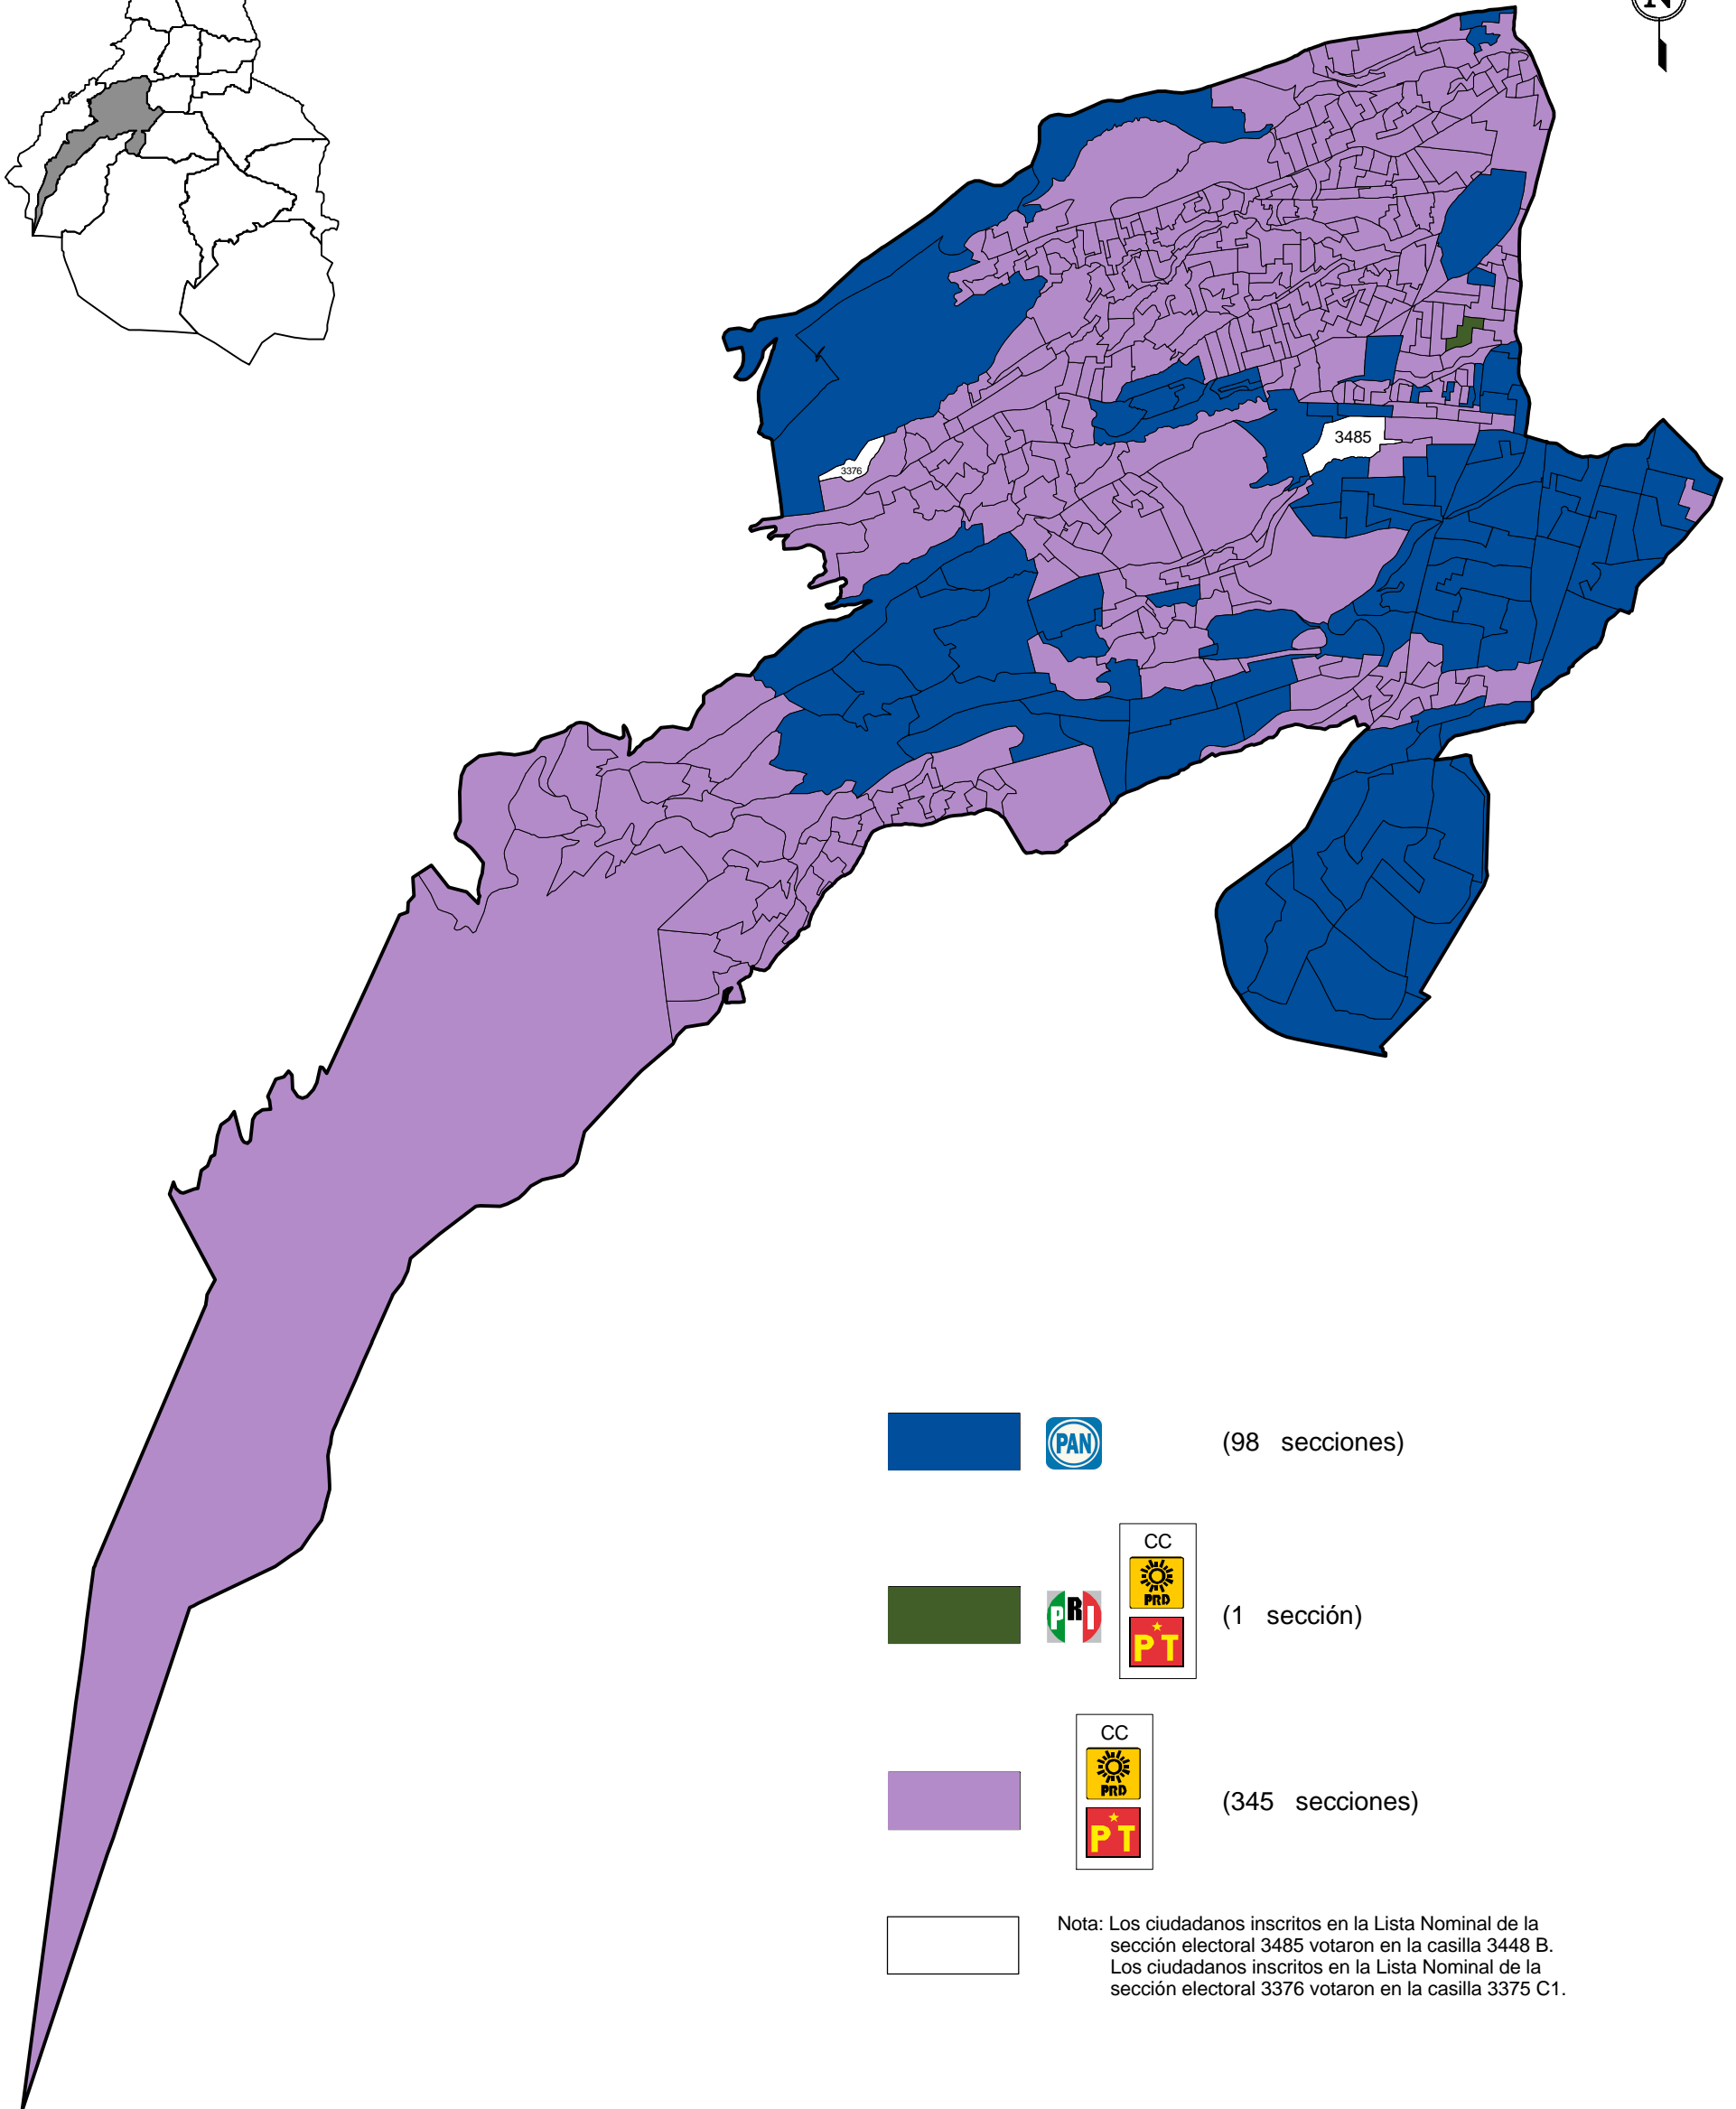 N
3485
3376
PAN
(98 secciones)
CC
PRD
PRI
(1 sección)
PT
CC
PRD
(345 secciones)
PT
Nota: Los ciudadanos inscritos en la Lista Nominal de la
sección electoral 3485 votaron en la casilla 3448 B.
Los ciudadanos inscritos en la Lista Nominal de la
sección electoral 3376 votaron en la casilla 3375 C1.